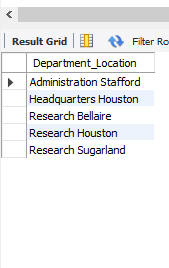 Result Grid Filter Ro
Department_Location
Administration Stafford
Headquarters Houston
Research Bellaire
Research Houston
Research Sugarland